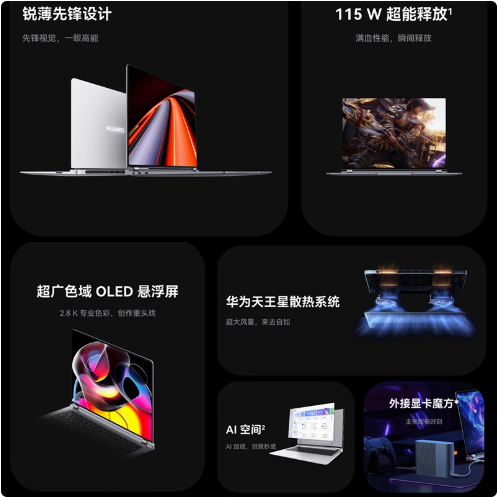 锐薄先锋设计
先锋视觉，一眼高能
HUAWEI
115 W 超能释放¹
满血性能，瞬间释放
超广色域 OLED 悬浮屏
2.8 K 专业色彩，创作重头戏
华为天王星散热系统
超大风量，来去自如
AI 空间²
AI 加载，创意秒成
外接显卡魔方*